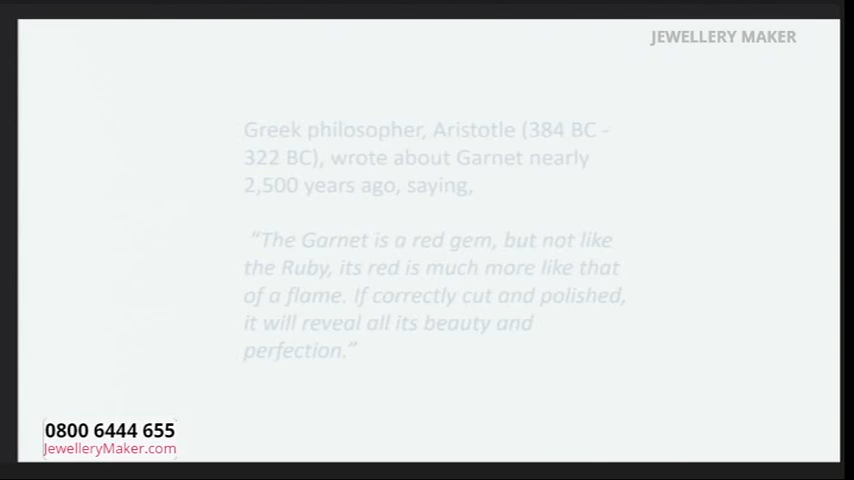 JEWELLERY MAKER
Greek philosopher, Aristotle (384 BC -
322 BC), wrote about Garnet nearly
2,500 years ago, saying,
“The Garnet is a red gem, but not like
the Ruby, its red is much more like that
of a flame. If correctly cut and polished,
it will reveal all its beauty and
perfection.”
0800 6444 655
JewelleryMaker.com